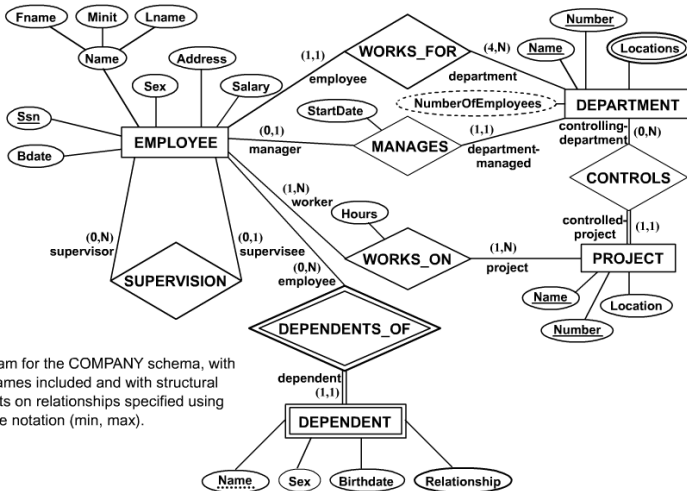 Fname
Minit
Lname
Number
Name
Address
WORKS_FOR
Name
Locations
(1,1)
employee
(4,N)
department
Sex
Salary
NumberOfEmployees
DEPARTMENT
StartDate
Ssn
EMPLOYEE
(0,1)
manager
MANAGES
(1,1)
department-
managed
controlling-
department
(0,N)
Bdate
CONTROLS
(1,N)
worker
Hours
(0,N)
supervisor
(0,1)
supervisee
controlled-
project
(1,1)
SUPERVISION
(0,N)
employee
WORKS_ON
(1,N)
project
PROJECT
Name
Location
Number
DEPENDENTS_OF
am for the COMPANY schema, with
ames included and with structural
ts on relationships specified using
e notation (min, max).
dependent
(1,1)
DEPENDENT
Name
Sex
Birthdate
Relationship